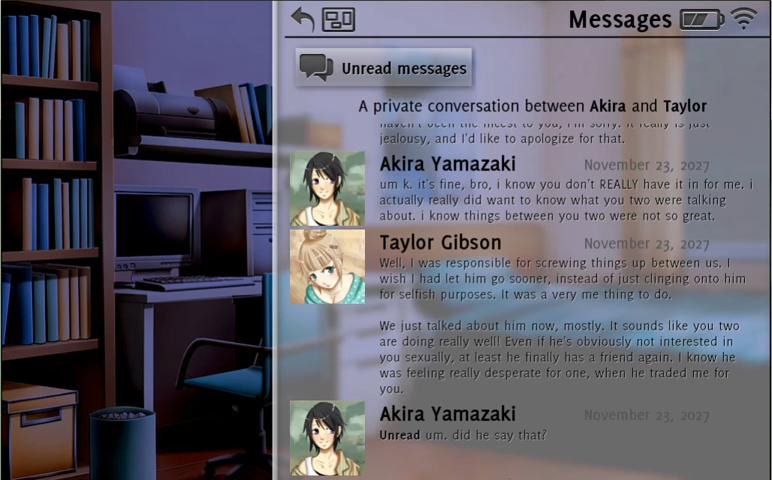 Messages
Unread messages
A private conversation between Akira and Taylor
haven't been the nicest to you, I'm sorry. It really is just
jealousy, and I'd like to apologize for that.
Akira Yamazaki November 23, 2027
um k. it's fine, bro, i know you don't REALLY have it in for me. i
actually really did want to know what you two were talking
about. i know things between you two were not so great.
Taylor Gibson November 23, 2027
Well, I was responsible for screwing things up between us. I
wish I had let him go sooner, instead of just clinging onto him
for selfish purposes. It was a very me thing to do.
We just talked about him now, mostly. It sounds like you two
are doing really well! Even if he's obviously not interested in
you sexually, at least he finally has a friend again. I know he
was feeling really desperate for one, when he traded me for
you.
Akira Yamazaki November 23, 2027
Unread um. did he say that?